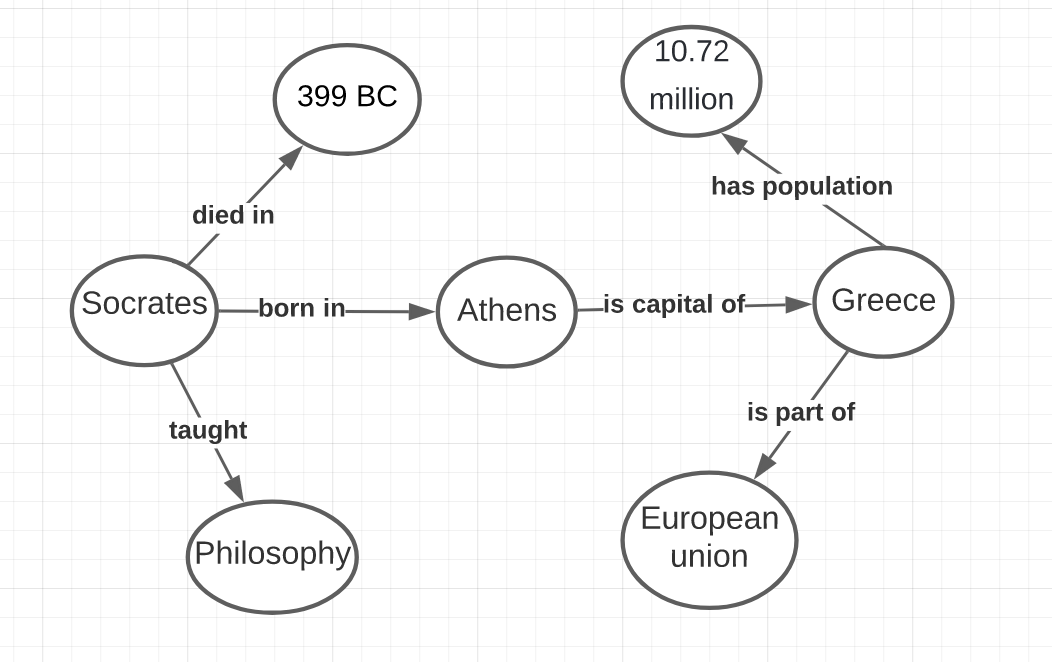 399 BC
10.72
million
died in
has population
Socrates
born in
Athens
is capital of
Greece
taught
is part of
Philosophy
European
union